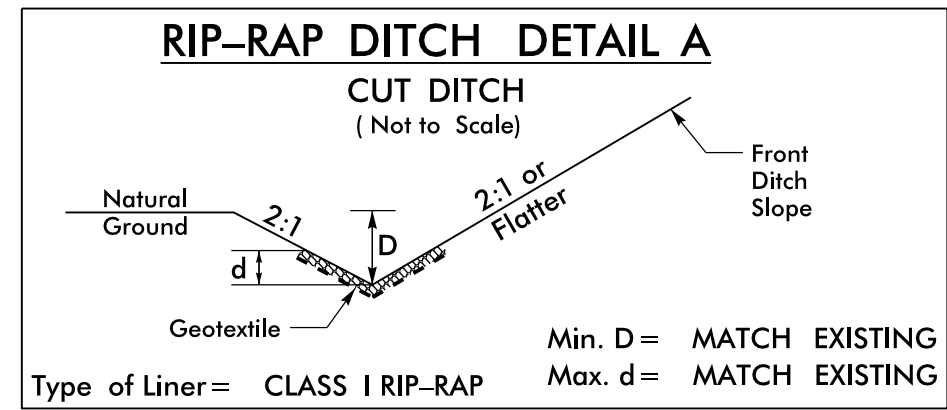 RIP–RAP DITCH DETAIL A
CUT DITCH
( Not to Scale)
Natural
Ground
2:1
D
d
2:1 or
Flatter
Front
Ditch
Slope
Geotextile
Min. D = MATCH EXISTING
Max. d = MATCH EXISTING
Type of Liner = CLASS I RIP–RAP